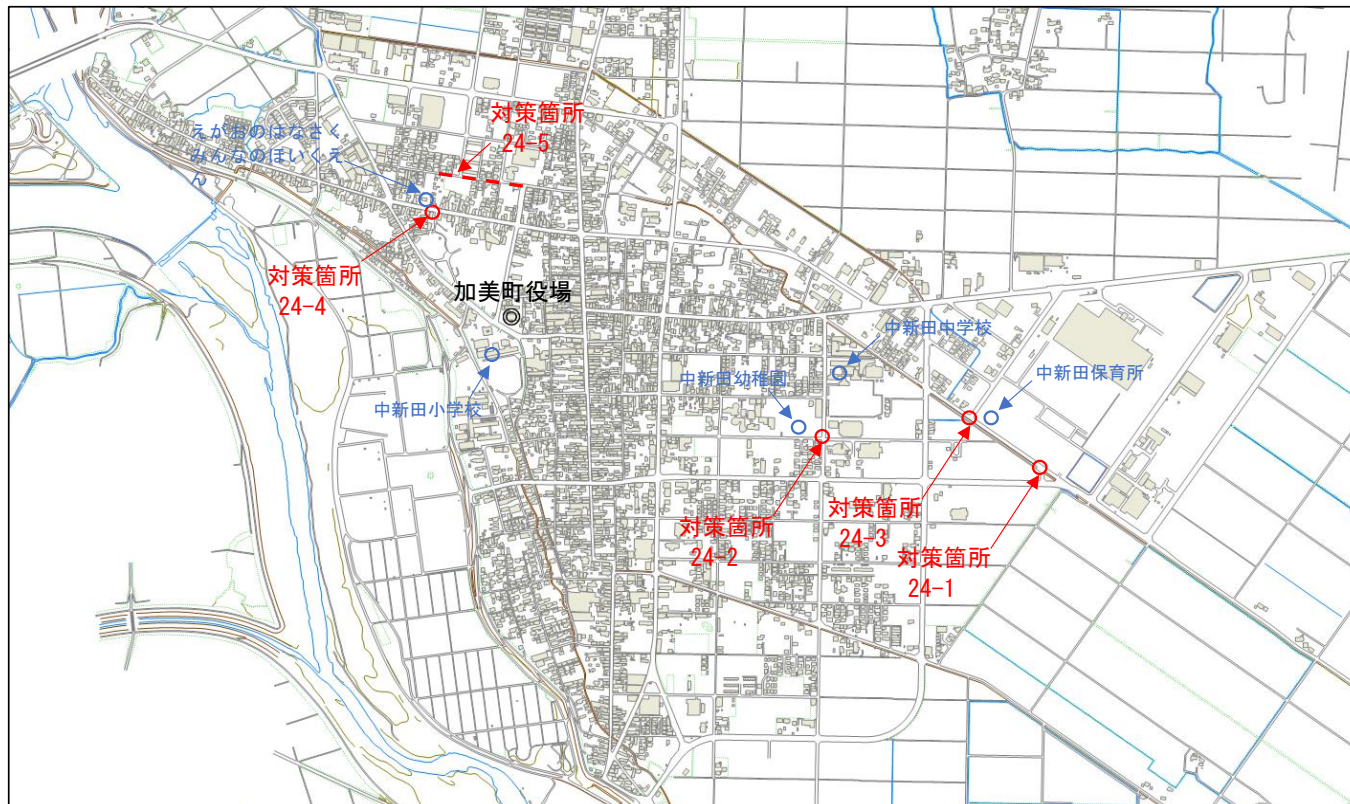 対策箇所
24-5
えがおのはなさく
みんなのほいくえ
ん
対策箇所
24-4
加美町役場
中新田小学校
中新田中学校
中新田幼稚園
中新田保育所
対策箇所
24-2
対策箇所
24-3
対策箇所
24-1